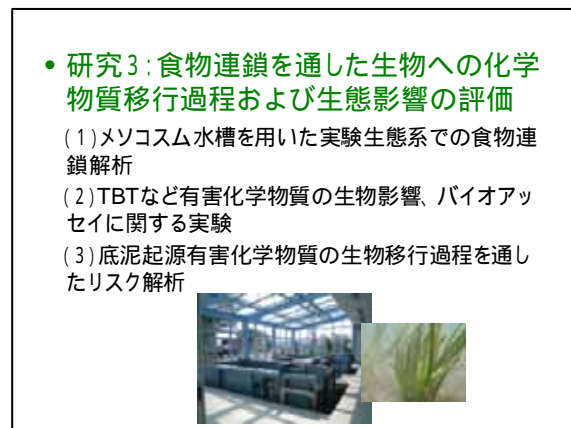 • 研究3:食物連鎖を通した生物への化学
物質移行過程および生態影響の評価
(1)メソコスム水槽を用いた実験生態系での食物連
鎖解析
(2)TBTなど有害化学物質の生物影響、バイオアッ
セイに関する実験
(3)底泥起源有害化学物質の生物移行過程を通し
たリスク解析